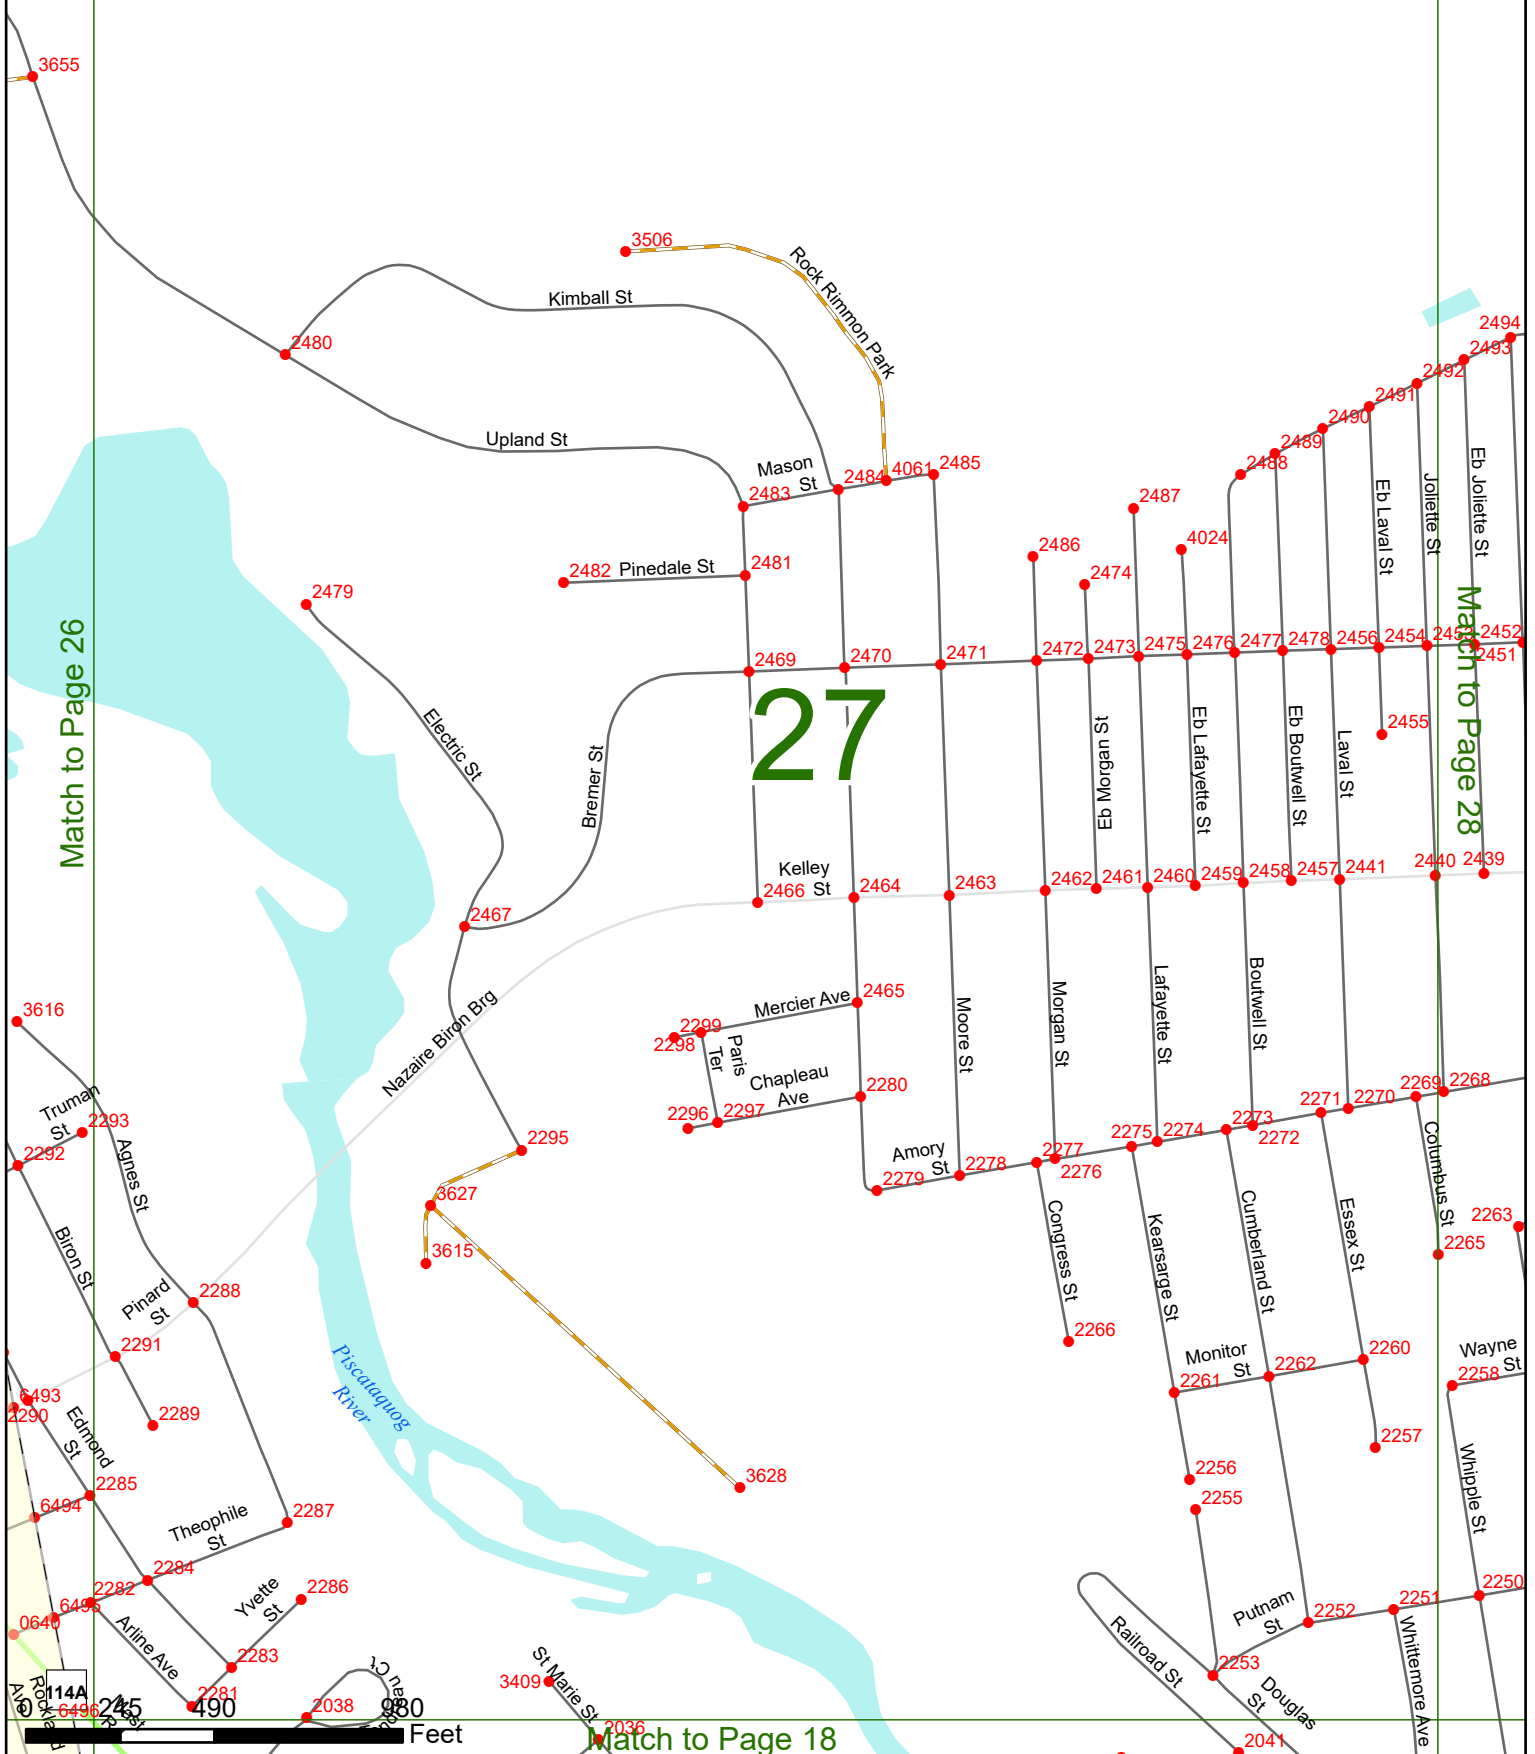 3655
3506
Rock Rimmon Park
Kimball St
2480
2494
2493
2492
2491
2490
2489
2488
Upland St
Mason
St
2483
2484
4061
2485
2487
2486
4024
2474
Eb Laval St
Joliette St
Eb Joliette St
2482
Pinedale St
2481
2479
2469
2470
2471
2472
2473
2475
2476
2477
2478
2456
2454
2453
2452
2451
Match to Page 26
27
Match to Page 28
Electric St
Bremer St
Eb Morgan St
Eb Lafayette St
Eb Boutwell St
Laval St
2455
Kelley
St
2466
2464
2463
2462
2461
2460
2459
2458
2457
2441
2440
2439
2467
Nazaire Biron Brg
3616
2465
Mercier Ave
2299
2298
Paris
Ter
Chapleau
Ave
2280
2296
2297
Moore St
Morgan St
Lafayette St
Boutwell St
2269
2268
2271
2270
2273
2272
2275
2274
2277
2276
Amory
St
2278
2279
Truman
St
2293
2292
Agnes St
2295
3627
3615
Biron St
Pinard
St
2288
2291
2289
Congress St
Kearsarge St
Cumberland St
Essex St
Columbus St
2263
2265
2266
Monitor
St
2261
2262
2260
Wayne
St
2258
2257
2256
2255
Whipple St
Piscataquog
River
6493
2290
Edmond
St
2285
6494
3628
Theophile
St
2287
2284
2282
6495
0640
Yvette
St
2286
Arline Ave
2283
2281
Putnam
St
2252
2251
2250
2253
Railroad St
Douglas
St
Whittemore Ave
2041
St Marie St
3409
2036
2038
Ct
114A
6496
Ave
0 245 490 980
Feet
Match to Page 18